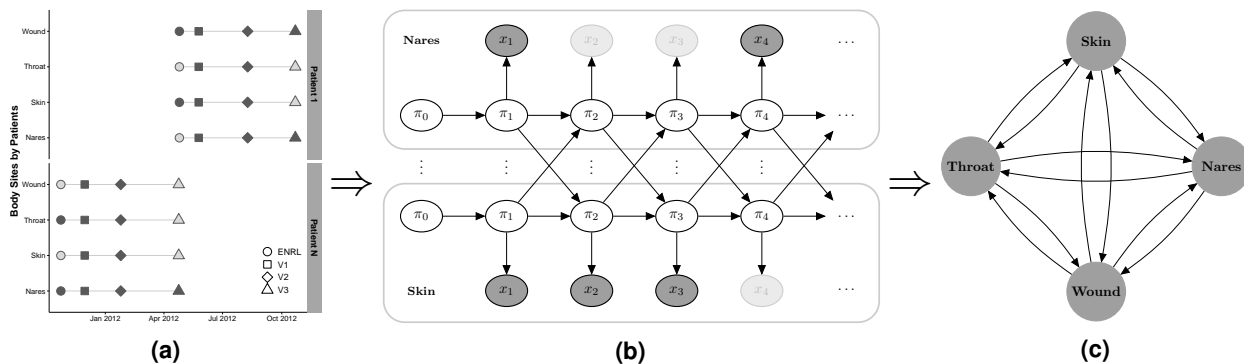 Body Sites by Patients
Wound
Throat
Skin
Nares
Patient 1
Wound
Throat
Skin
Nares
Patient N
ENRL
V1
V2
V3
Jan 2012 Apr 2012 Jul 2012 Oct 2012
(a)
⇒
Nares x₁ x₂ x₃ x₄ ...
π₀ π₁ π₂ π₃ π₄ ...
⋮ ⋮ ⋮ ⋮ ⋮
π₀ π₁ π₂ π₃ π₄ ...
Skin x₁ x₂ x₃ x₄ ...
(b)
⇒
Skin
Throat Nares
Wound
(c)